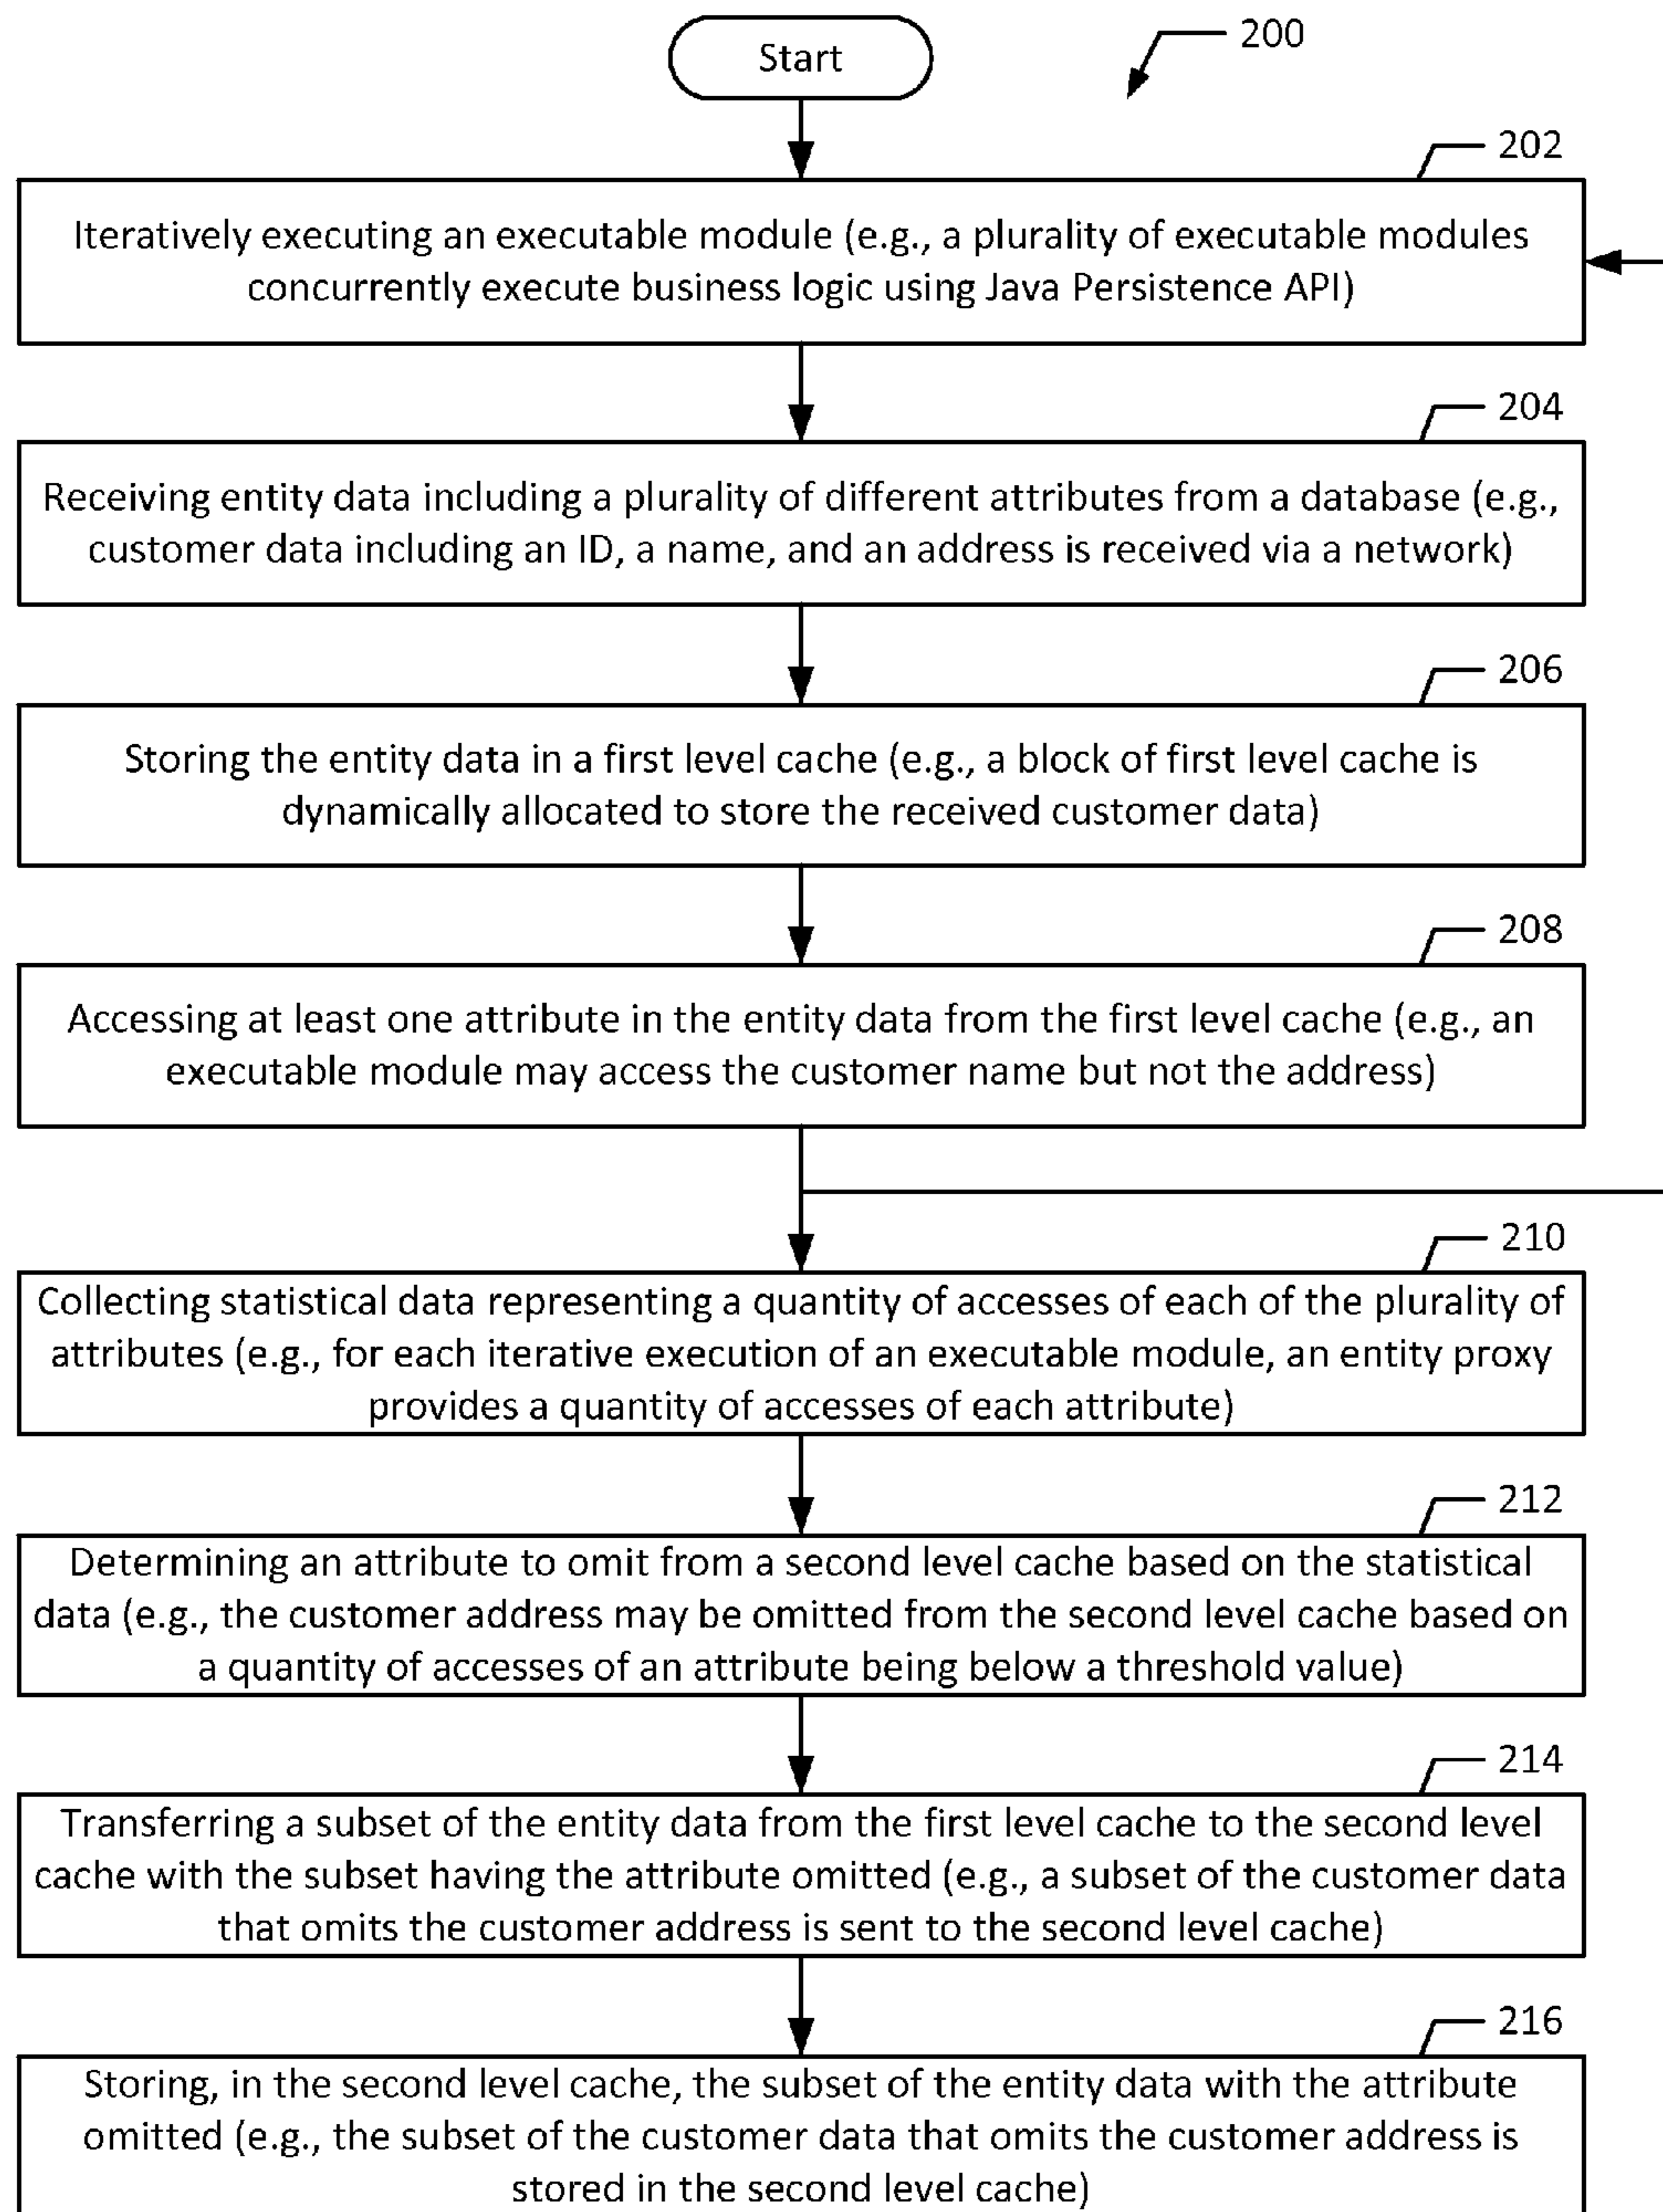 Start
200
202
Iteratively executing an executable module (e.g., a plurality of executable modules
concurrently execute business logic using Java Persistence API)
204
Receiving entity data including a plurality of different attributes from a database (e.g.,
customer data including an ID, a name, and an address is received via a network)
206
Storing the entity data in a first level cache (e.g., a block of first level cache is
dynamically allocated to store the received customer data)
208
Accessing at least one attribute in the entity data from the first level cache (e.g., an
executable module may access the customer name but not the address)
210
Collecting statistical data representing a quantity of accesses of each of the plurality of
attributes (e.g., for each iterative execution of an executable module, an entity proxy
provides a quantity of accesses of each attribute)
212
Determining an attribute to omit from a second level cache based on the statistical
data (e.g., the customer address may be omitted from the second level cache based on
a quantity of accesses of an attribute being below a threshold value)
214
Transferring a subset of the entity data from the first level cache to the second level
cache with the subset having the attribute omitted (e.g., a subset of the customer data
that omits the customer address is sent to the second level cache)
216
Storing, in the second level cache, the subset of the entity data with the attribute
omitted (e.g., the subset of the customer data that omits the customer address is
stored in the second level cache)